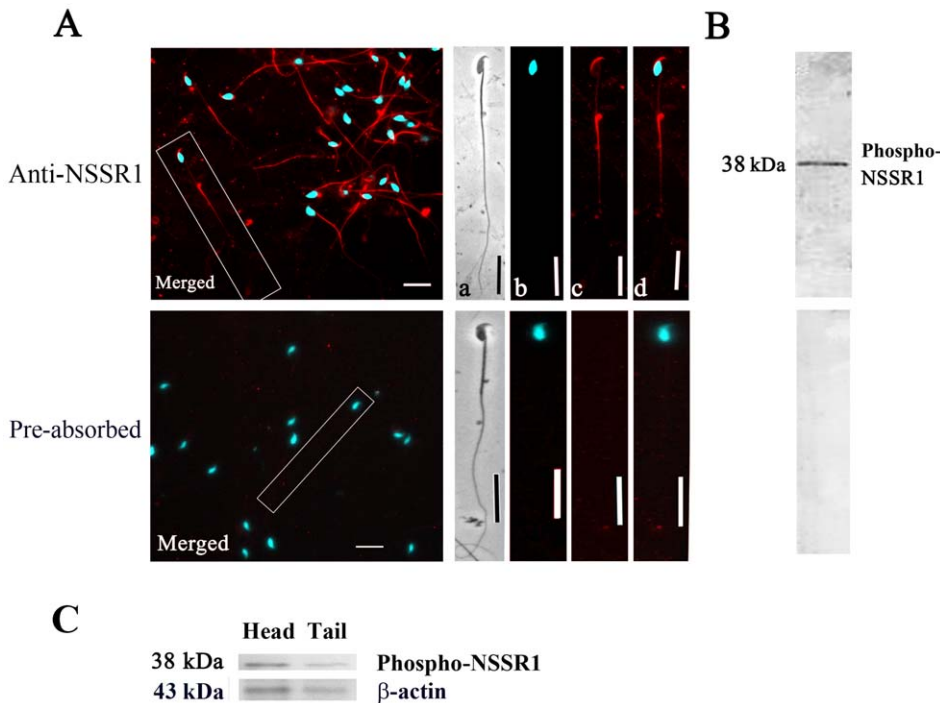 A
B
Anti-NSSR1
Merged
a
b
c
d
38 kDa
Phospho-
NSSR1
Pre-absorbed
Merged
C
Head Tail
38 kDa
Phospho-NSSR1
43 kDa
β-actin